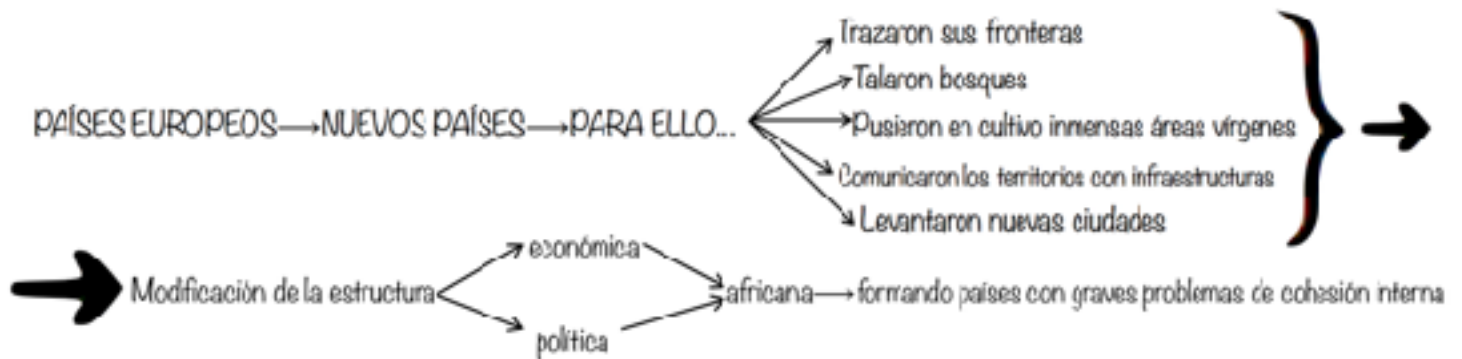 Trazaron sus fronteras
Talaron bosques
PAÍSES EUROPEOS→NUEVOS PAÍSES→PARA ELLO...
Pusieron en cultivo inmensas áreas vírgenes
Comunicaron los territorios con infraestructuras
Levantaron nuevas ciudades
económica
Modificación de la estructura
africana→formando países con graves problemas de cohesión interna
política